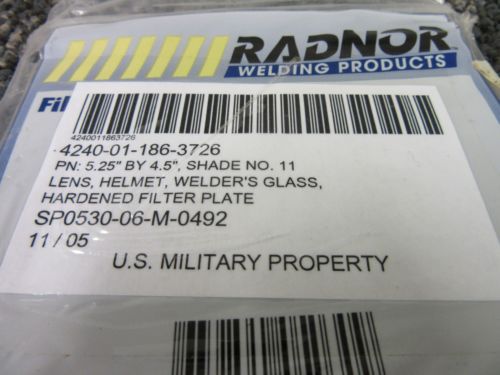 RADNOR
WELDING PRODUCTS
Fil
4240011863726
4240-01-186-3726
PN: 5.25" BY 4.5", SHADE NO. 11
LENS, HELMET, WELDER'S GLASS,
HARDENED FILTER PLATE
SP0530-06-M-0492
11 / 05
U.S. MILITARY PROPERTY